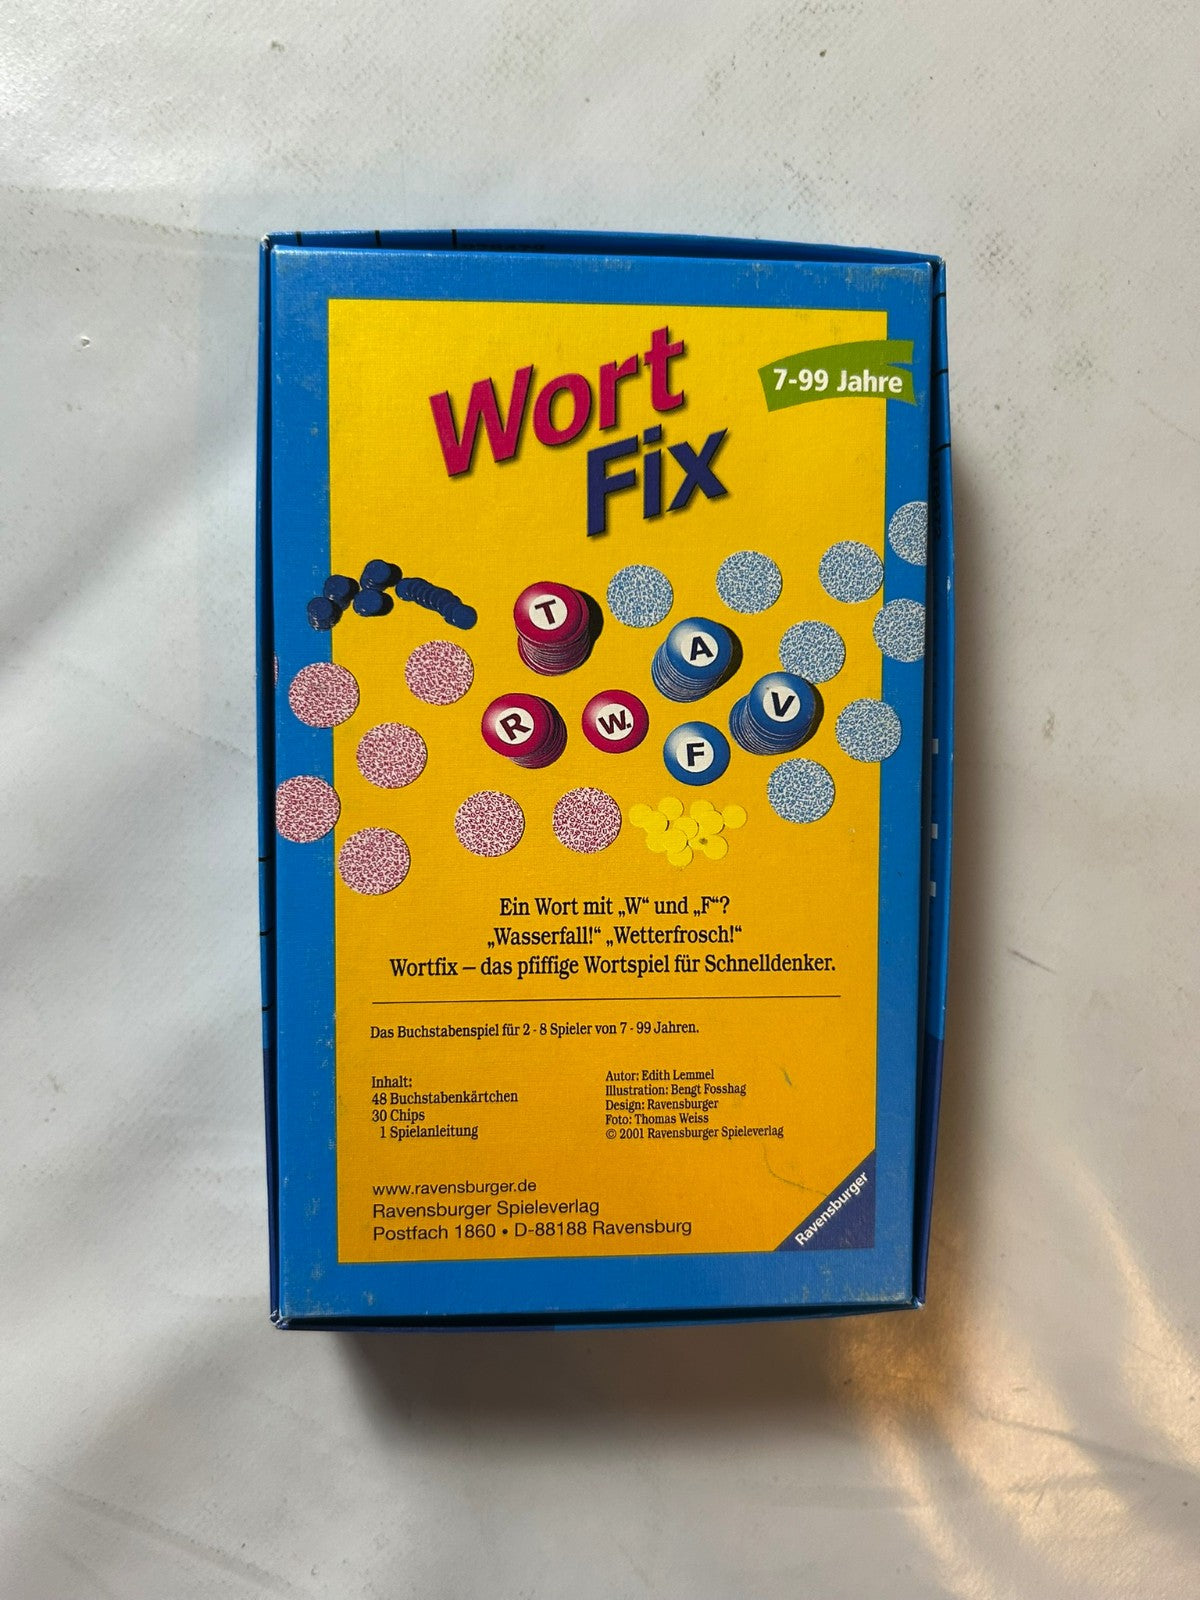 Wort
Fix
7-99 Jahre
T
A
R
W.
V
F
Ein Wort mit „W“ und „F“?
„Wasserfall!“ „Wetterfrosch!“
Wortfix – das pfiffige Wortspiel für Schnelldenker.
Das Buchstabenspiel für 2 - 8 Spieler von 7 - 99 Jahren.
Inhalt:
48 Buchstabenkärtchen
30 Chips
1 Spielanleitung
Autor: Edith Lemmel
Illustration: Bengt Fosshag
Design: Ravensburger
Foto: Thomas Weiss
© 2001 Ravensburger Spieleverlag
www.ravensburger.de
Ravensburger Spieleverlag
Postfach 1860 • D-88188 Ravensburg
Ravensburger